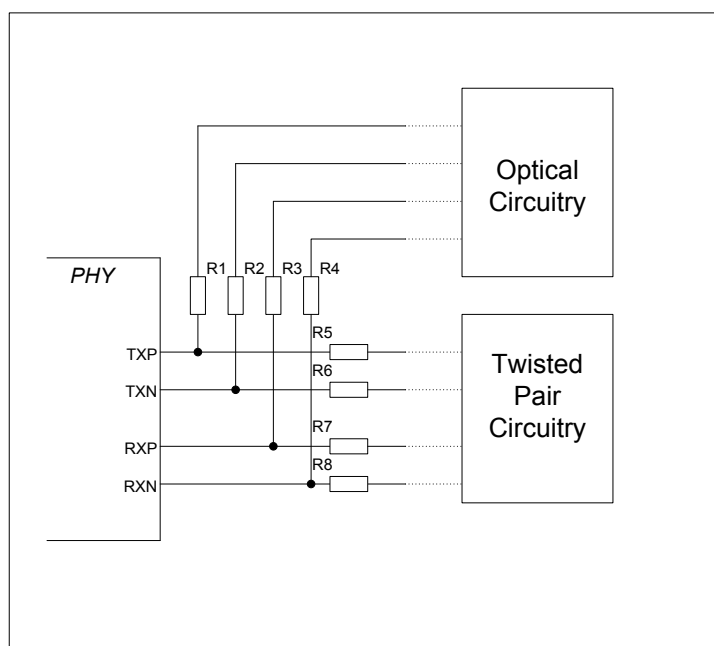 Optical
Circuitry
PHY
R1 R2 R3 R4
R5
TXP
R6
TXN
R7
RXP
R8
RXN
Twisted
Pair
Circuitry